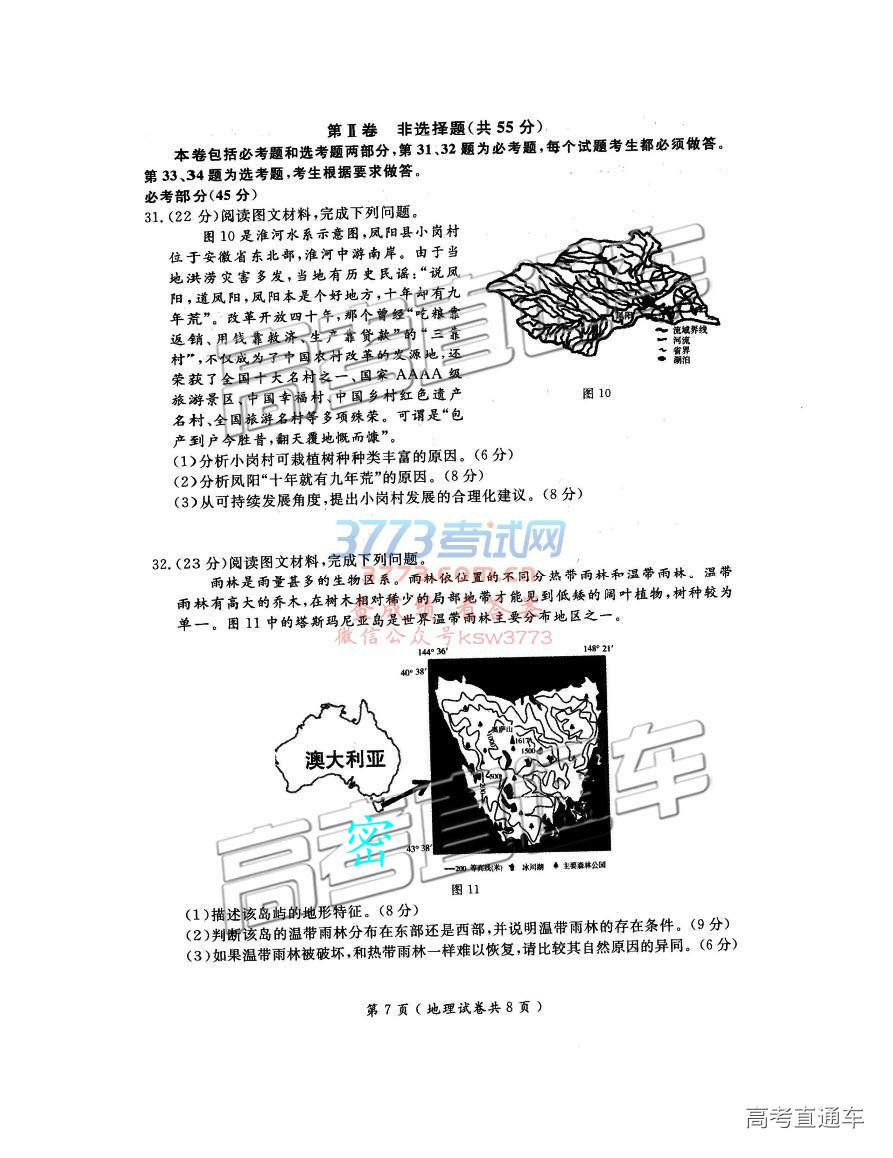 第Ⅱ卷　非选择题(共55分)
本卷包括必考题和选考题两部分,第31、32题为必考题,每个试题考生都必须做答。
第33、34题为选考题,考生根据要求做答。
必考部分(45分)
31.(22分)阅读图文材料,完成下列问题。
图10是淮河水系示意图,凤阳县小岗村
位于安徽省东北部,淮河中游南岸。由于当
地洪涝灾害多发,当地有历史民谣:“说凤
阳,道凤阳,凤阳本是个好地方,十年却有九
年荒”。改革开放四十年,那个曾经“吃粮靠
返销、用钱靠救济、生产靠贷款”的“三靠
村”,不仅成为了中国农村改革的发源地,还
荣获了全国十大名村之一、国家AAAA级
旅游景区、中国幸福村、中国乡村红色遗产
名村、全国旅游名村等多项殊荣。可谓是“包
产到户今胜昔,翻天覆地慨而慷”。
凤阳
流域界线
河流
省界
湖泊
图10
(1)分析小岗村可栽植树种种类丰富的原因。(6分)
(2)分析凤阳“十年就有九年荒”的原因。(8分)
(3)从可持续发展角度,提出小岗村发展的合理化建议。(8分)
3773考试网
3773.com.cn
查成绩 有答案
微信公众号ksw3773
32.(23分)阅读图文材料,完成下列问题。
雨林是雨量甚多的生物区系。雨林依位置的不同分热带雨林和温带雨林。温带
雨林有高大的乔木,在树木相对稀少的局部地带才能见到低矮的阔叶植物,树种较为
单一。图11中的塔斯玛尼亚岛是世界温带雨林主要分布地区之一。
144°36′
148°21′
40°38′
43°38′
澳大利亚
奥萨山
1617
1500
500
密
200 等高线(米) 冰川湖 主要森林公园
图11
(1)描述该岛屿的地形特征。(8分)
(2)判断该岛的温带雨林分布在东部还是西部,并说明温带雨林的存在条件。(9分)
(3)如果温带雨林被破坏,和热带雨林一样难以恢复,请比较其自然原因的异同。(6分)
第7页(地理试卷共8页)
高考直通车
高考直通车
高考直通车